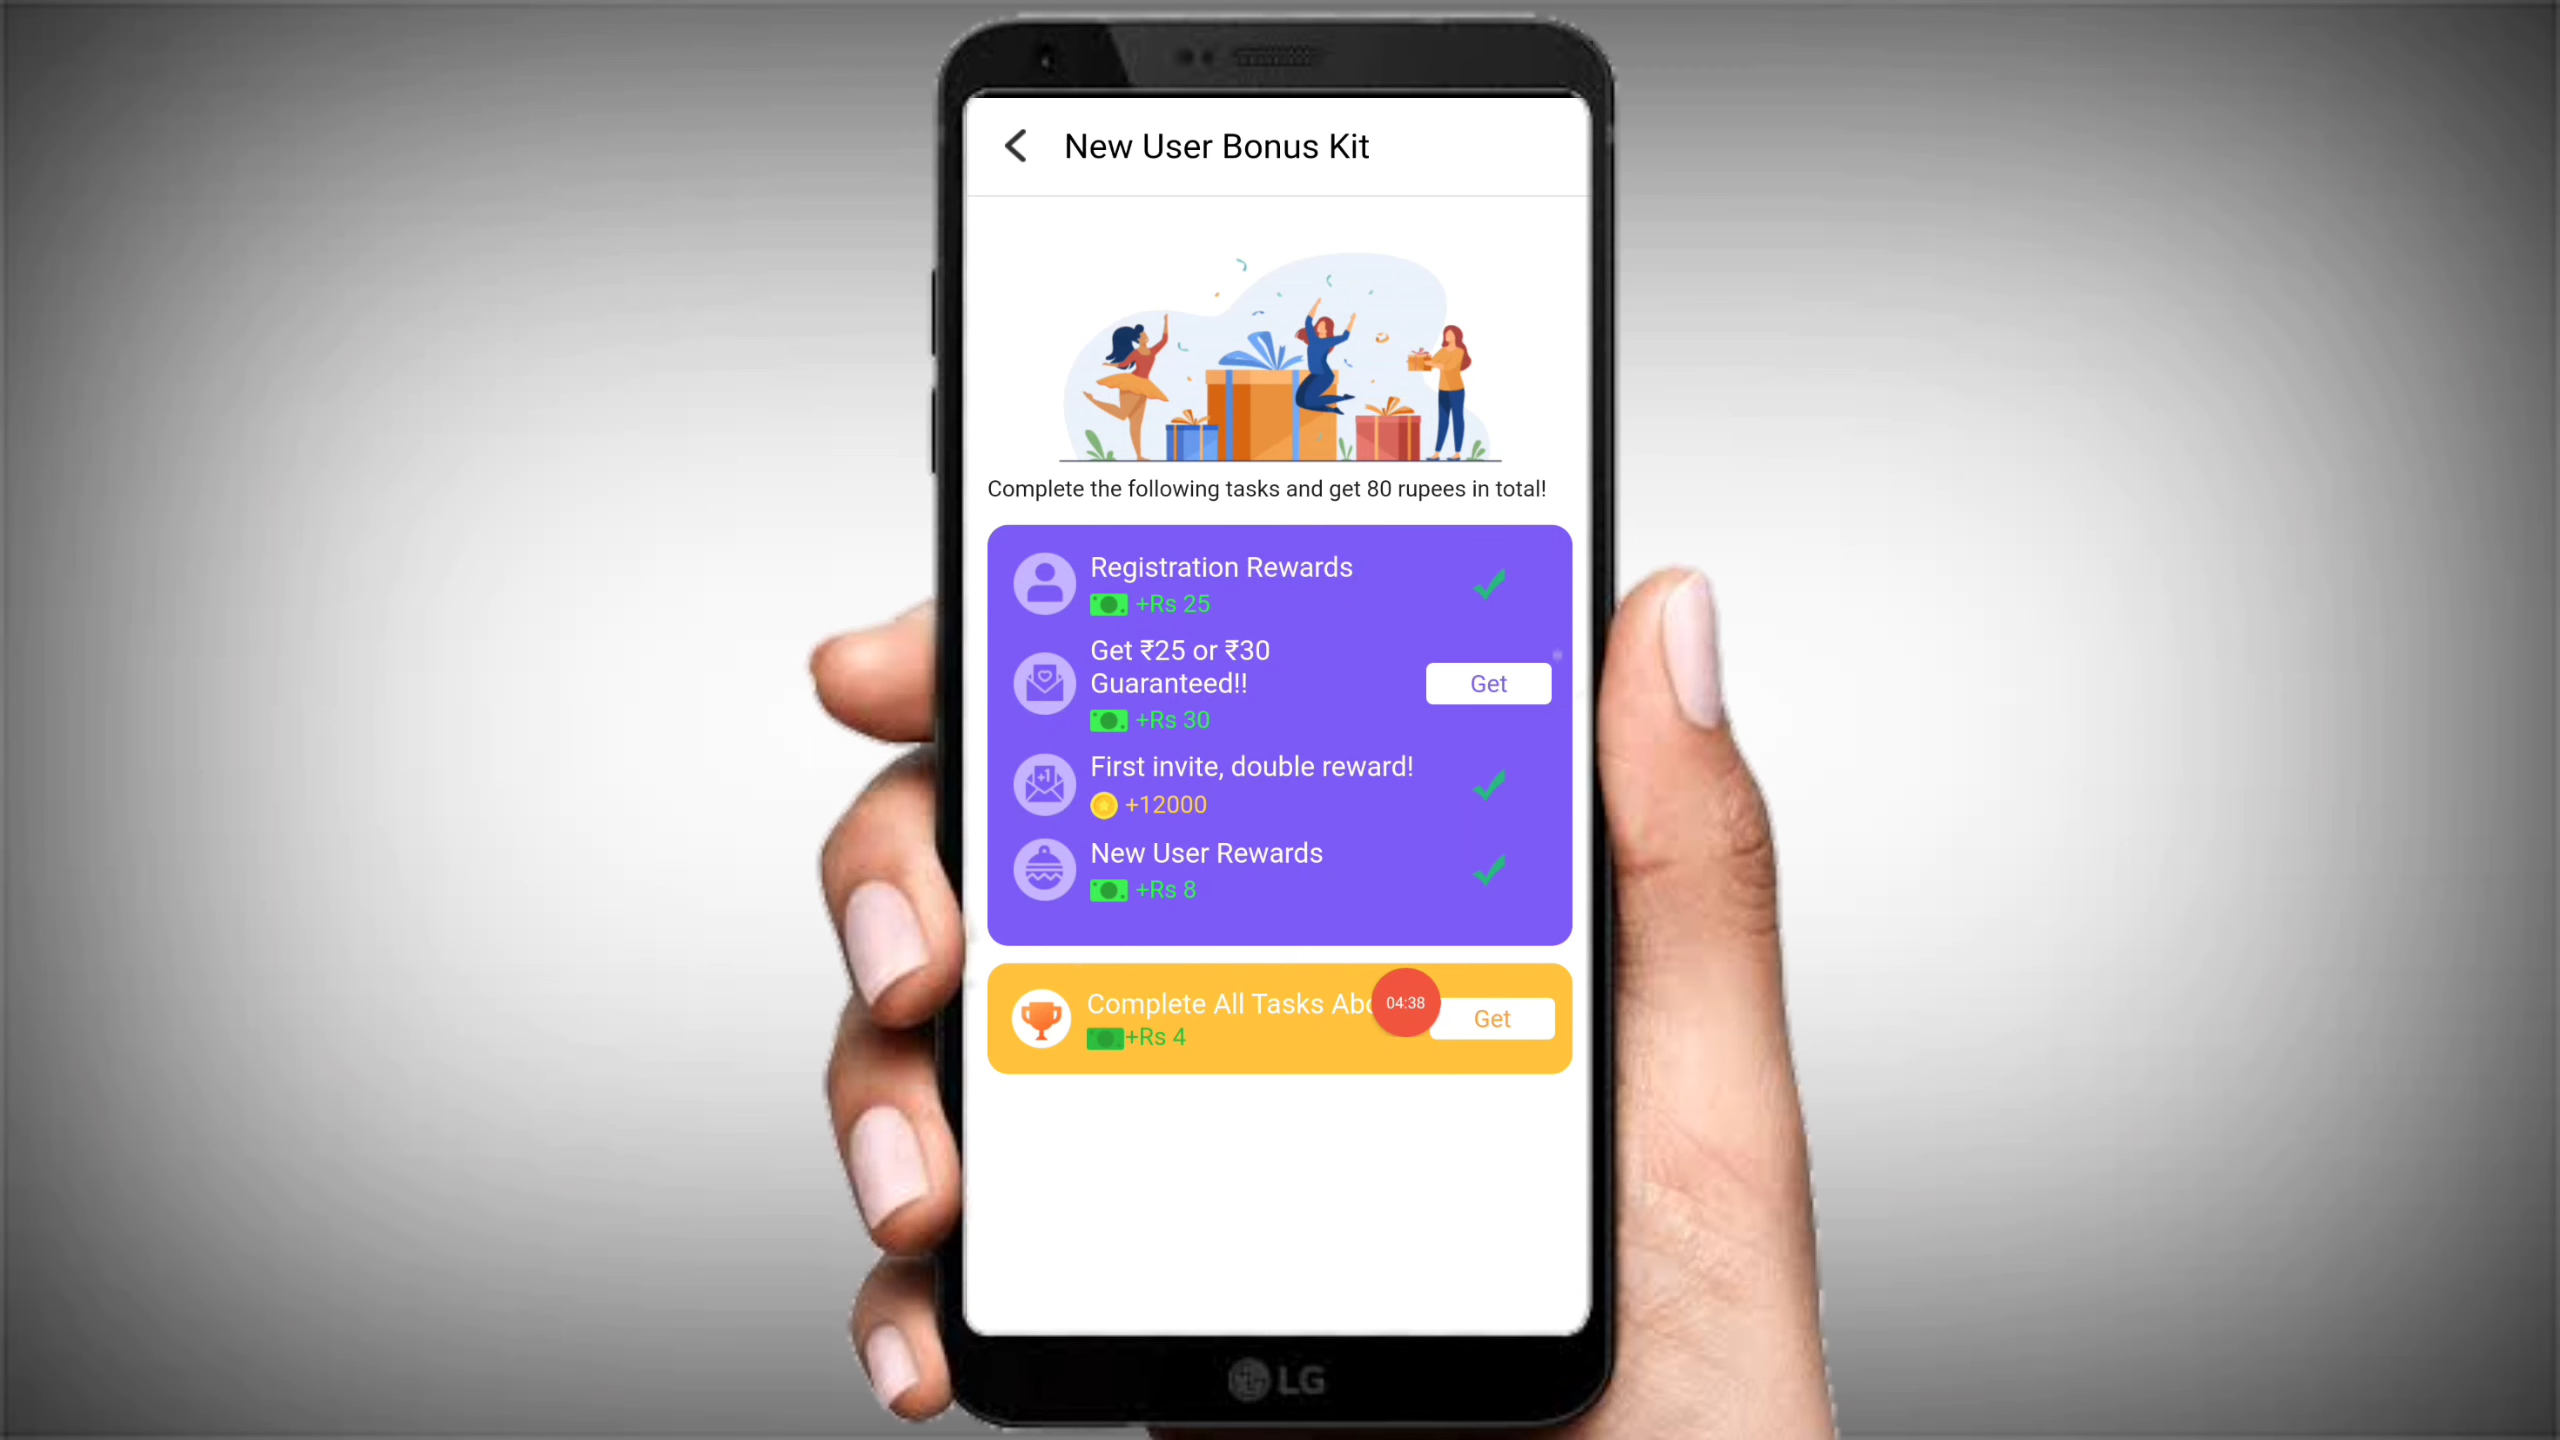 New User Bonus Kit
Complete the following tasks and get 80 rupees in total!
Registration Rewards
+Rs 25
Get ₹25 or ₹30
Guaranteed!!
+Rs 30
Get
First invite, double reward!
+1
+12000
New User Rewards
+Rs 8
Complete All Tasks
04:38
+Rs 4
Get
LG